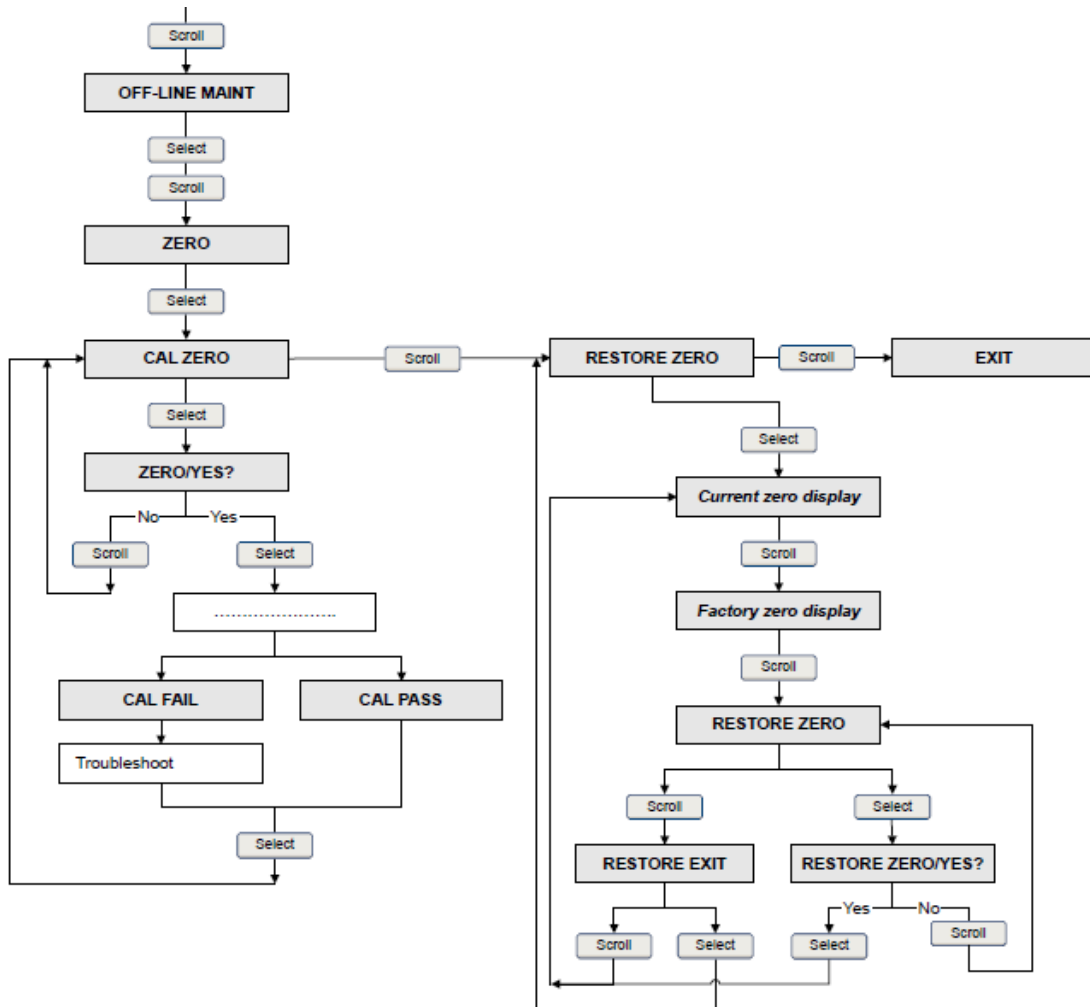 Scroll
OFF-LINE MAINT
Select
Scroll
ZERO
Select
CAL ZERO
Scroll
RESTORE ZERO
Scroll
EXIT
Select
ZERO/YES?
No
Yes
Scroll
Select
CAL FAIL
CAL PASS
Troubleshoot
Select
Select
Current zero display
Scroll
Factory zero display
Scroll
RESTORE ZERO
Scroll
Select
RESTORE EXIT
RESTORE ZERO/YES?
Scroll
Select
Yes
No
Select
Scroll